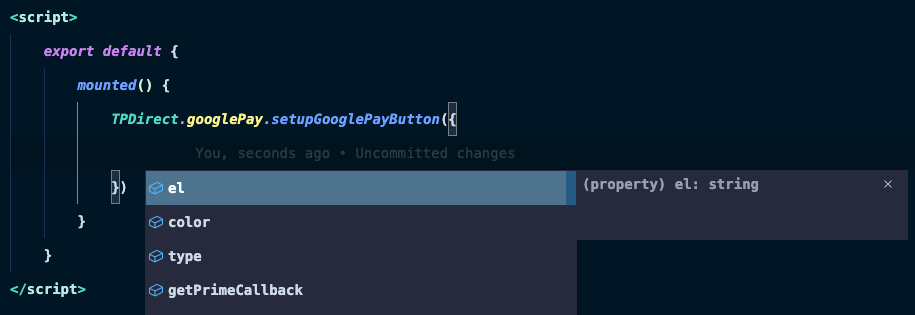 <script>
export default {
mounted() {
TPDirect.googlePay.setupGooglePayButton({
You, seconds ago • Uncommitted changes
})
el
(property) el: string
color
}
type
}
getPrimeCallback
</script>